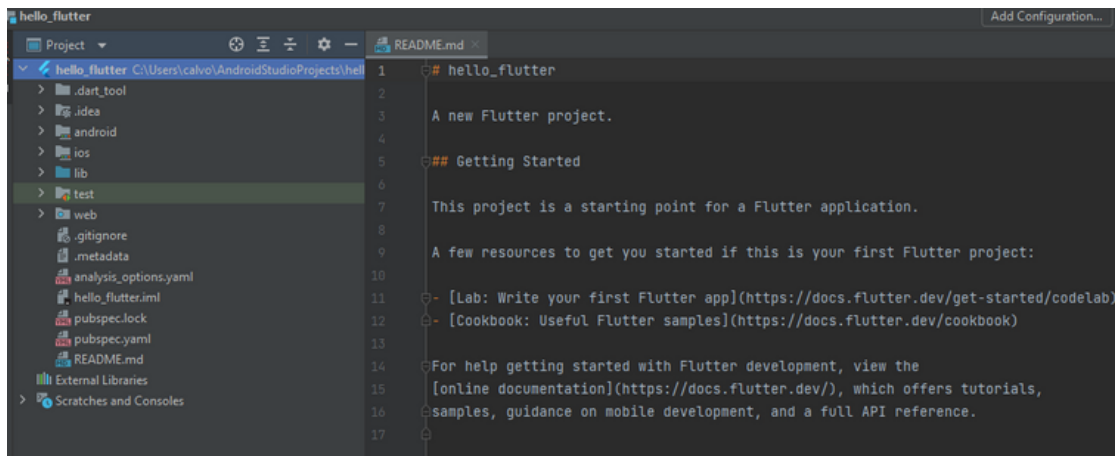 hello_flutter
Add Configuration...
Project
README.md
hello_flutter C:\Users\calvo\AndroidStudioProjects\hell
.dart_tool
.idea
android
ios
lib
test
web
.gitignore
.metadata
analysis_options.yaml
hello_flutter.iml
pubspec.lock
pubspec.yaml
README.md
External Libraries
Scratches and Consoles
1 # hello_flutter
2
3 A new Flutter project.
4
5 ## Getting Started
6
7 This project is a starting point for a Flutter application.
8
9 A few resources to get you started if this is your first Flutter project:
10
11 - [Lab: Write your first Flutter app](https://docs.flutter.dev/get-started/codelab)
12 - [Cookbook: Useful Flutter samples](https://docs.flutter.dev/cookbook)
13
14 For help getting started with Flutter development, view the
15 [online documentation](https://docs.flutter.dev/), which offers tutorials,
16 samples, guidance on mobile development, and a full API reference.
17